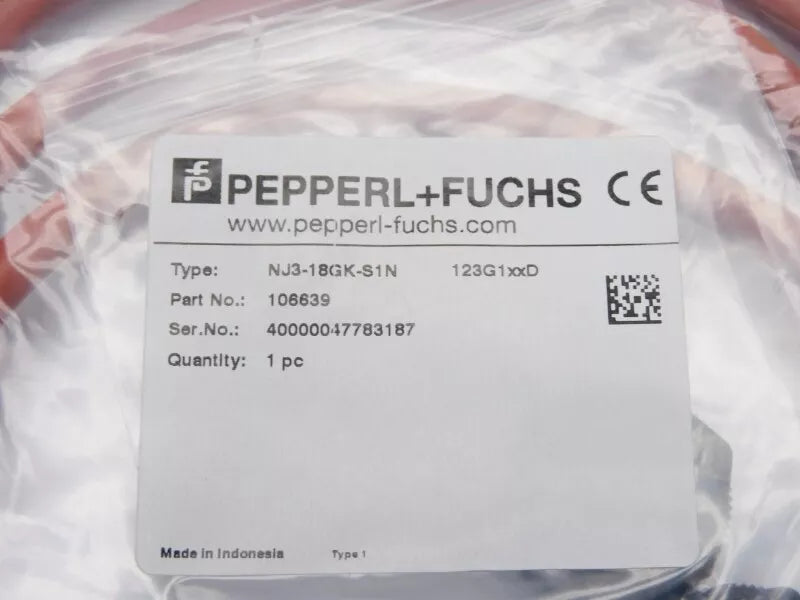 PEPPERL+FUCHS CE
www.pepperl-fuchs.com
Type: NJ3-18GK-S1N 123G1xxD
Part No.: 106639
Ser.No.: 40000047783187
Quantity: 1 pc
Made in Indonesia Type 1